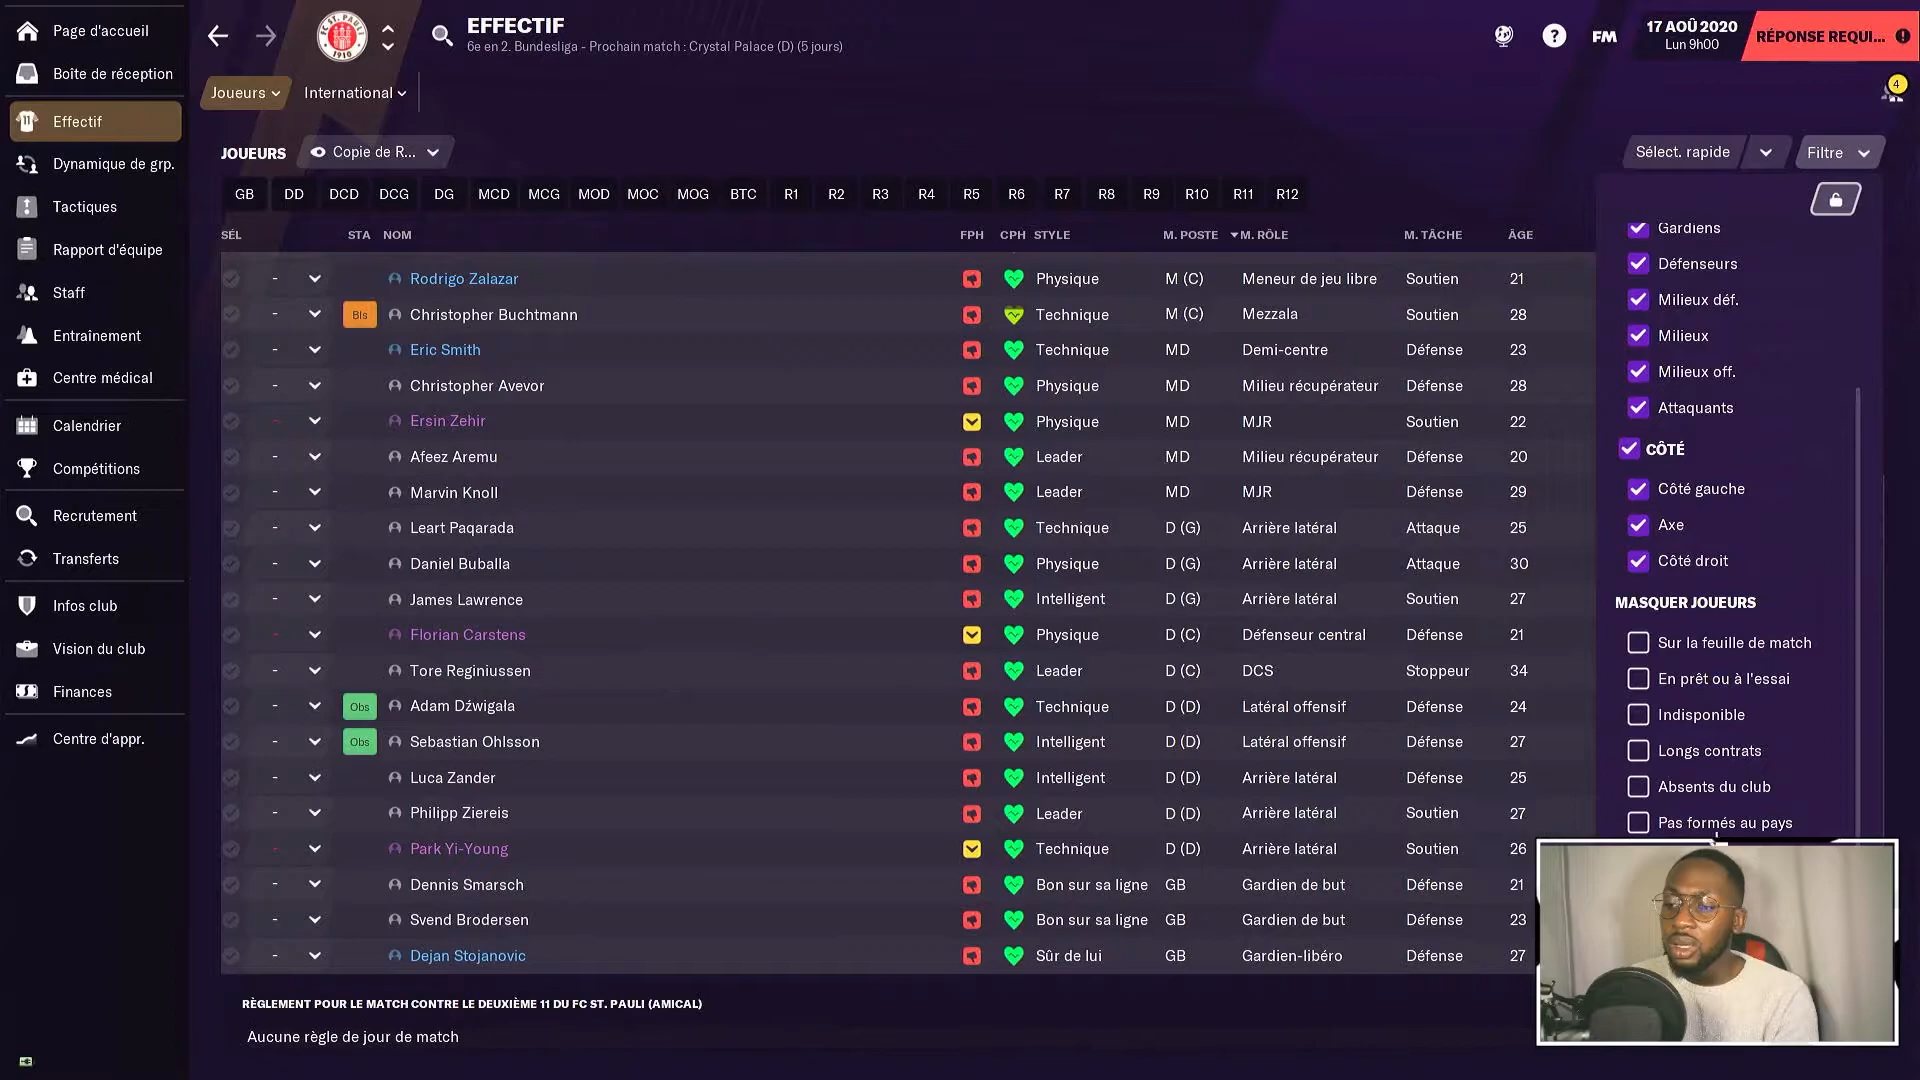 Page d'accueil
Boîte de réception
Effectif
Dynamique de grp.
Tactiques
Rapport d'équipe
Staff
Entraînement
Centre médical
Calendrier
Compétitions
Recrutement
Transferts
Infos club
Vision du club
Finances
Centre d'appr.
FC ST. PAULI
1910
EFFECTIF
6e en 2. Bundesliga - Prochain match : Crystal Palace (D) (5 jours)
FM
17 AOÛ 2020
Lun 9h00
RÉPONSE REQUI...
4
Joueurs
International
JOUEURS
Copie de R...
Sélect. rapide
Filtre
GB DD DCD DCG DG MCD MCG MOD MOC MOG BTC R1 R2 R3 R4 R5 R6 R7 R8 R9 R10 R11 R12
SÉL STA NOM FPH CPH STYLE M. POSTE M. RÔLE M. TÂCHE ÂGE
- Rodrigo Zalazar Physique M (C) Meneur de jeu libre Soutien 21
- Bls Christopher Buchtmann Technique M (C) Mezzala Soutien 28
- Eric Smith Technique MD Demi-centre Défense 23
- Christopher Avevor Physique MD Milieu récupérateur Défense 28
- Ersin Zehir Physique MD MJR Soutien 22
- Afeez Aremu Leader MD Milieu récupérateur Défense 20
- Marvin Knoll Leader MD MJR Défense 29
- Leart Paqarada Technique D (G) Arrière latéral Attaque 25
- Daniel Buballa Physique D (G) Arrière latéral Attaque 30
- James Lawrence Intelligent D (G) Arrière latéral Soutien 27
- Florian Carstens Physique D (C) Défenseur central Défense 21
- Tore Reginiussen Leader D (C) DCS Stoppeur 34
- Obs Adam Dźwigała Technique D (D) Latéral offensif Défense 24
- Obs Sebastian Ohlsson Intelligent D (D) Latéral offensif Défense 27
- Luca Zander Intelligent D (D) Arrière latéral Défense 25
- Philipp Ziereis Leader D (D) Arrière latéral Soutien 27
- Park Yi-Young Technique D (D) Arrière latéral Soutien 26
- Dennis Smarsch Bon sur sa ligne GB Gardien de but Défense 21
- Svend Brodersen Bon sur sa ligne GB Gardien de but Défense 23
- Dejan Stojanovic Sûr de lui GB Gardien-libéro Défense 27
Gardiens
Défenseurs
Milieux déf.
Milieux
Milieux off.
Attaquants
CÔTÉ
Côté gauche
Axe
Côté droit
MASQUER JOUEURS
Sur la feuille de match
En prêt ou à l'essai
Indisponible
Longs contrats
Absents du club
Pas formés au pays
RÈGLEMENT POUR LE MATCH CONTRE LE DEUXIÈME 11 DU FC ST. PAULI (AMICAL)
Aucune règle de jour de match